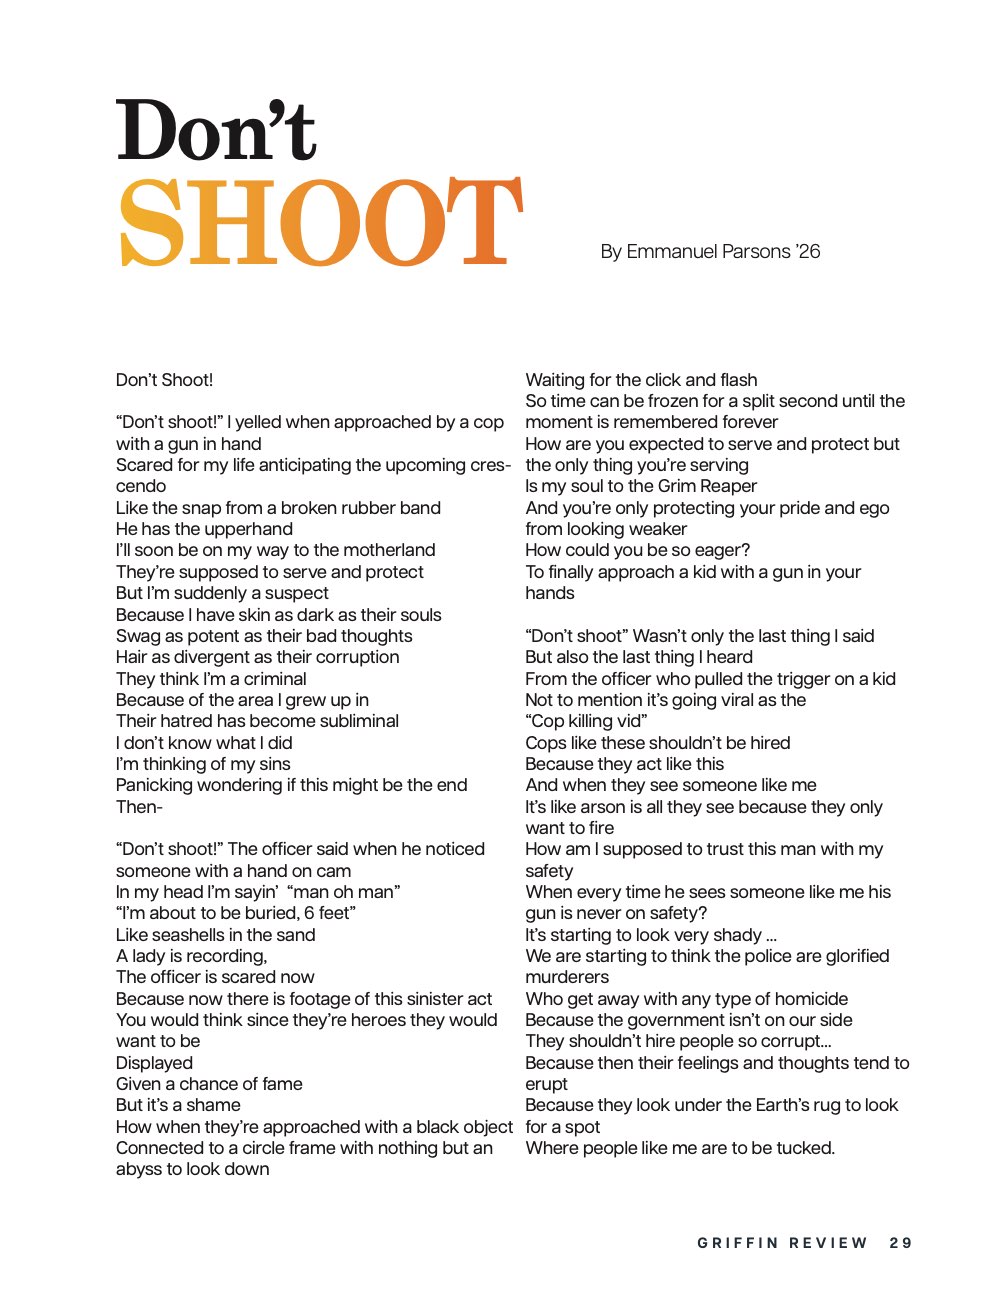 Don’t
SHOOT
By Emmanuel Parsons ’26
Don’t Shoot!
“Don’t shoot!” I yelled when approached by a cop
with a gun in hand
Scared for my life anticipating the upcoming cres-
cendo
Like the snap from a broken rubber band
He has the upperhand
I’ll soon be on my way to the motherland
They’re supposed to serve and protect
But I’m suddenly a suspect
Because I have skin as dark as their souls
Swag as potent as their bad thoughts
Hair as divergent as their corruption
They think I’m a criminal
Because of the area I grew up in
Their hatred has become subliminal
I don’t know what I did
I’m thinking of my sins
Panicking wondering if this might be the end
Then-
“Don’t shoot!” The officer said when he noticed
someone with a hand on cam
In my head I’m sayin’ “man oh man”
“I’m about to be buried, 6 feet”
Like seashells in the sand
A lady is recording,
The officer is scared now
Because now there is footage of this sinister act
You would think since they’re heroes they would
want to be
Displayed
Given a chance of fame
But it’s a shame
How when they’re approached with a black object
Connected to a circle frame with nothing but an
abyss to look down
Waiting for the click and flash
So time can be frozen for a split second until the
moment is remembered forever
How are you expected to serve and protect but
the only thing you’re serving
Is my soul to the Grim Reaper
And you’re only protecting your pride and ego
from looking weaker
How could you be so eager?
To finally approach a kid with a gun in your
hands
“Don’t shoot” Wasn’t only the last thing I said
But also the last thing I heard
From the officer who pulled the trigger on a kid
Not to mention it’s going viral as the
“Cop killing vid”
Cops like these shouldn’t be hired
Because they act like this
And when they see someone like me
It’s like arson is all they see because they only
want to fire
How am I supposed to trust this man with my
safety
When every time he sees someone like me his
gun is never on safety?
It’s starting to look very shady ...
We are starting to think the police are glorified
murderers
Who get away with any type of homicide
Because the government isn’t on our side
They shouldn’t hire people so corrupt...
Because then their feelings and thoughts tend to
erupt
Because they look under the Earth’s rug to look
for a spot
Where people like me are to be tucked.
GRIFFIN REVIEW 29